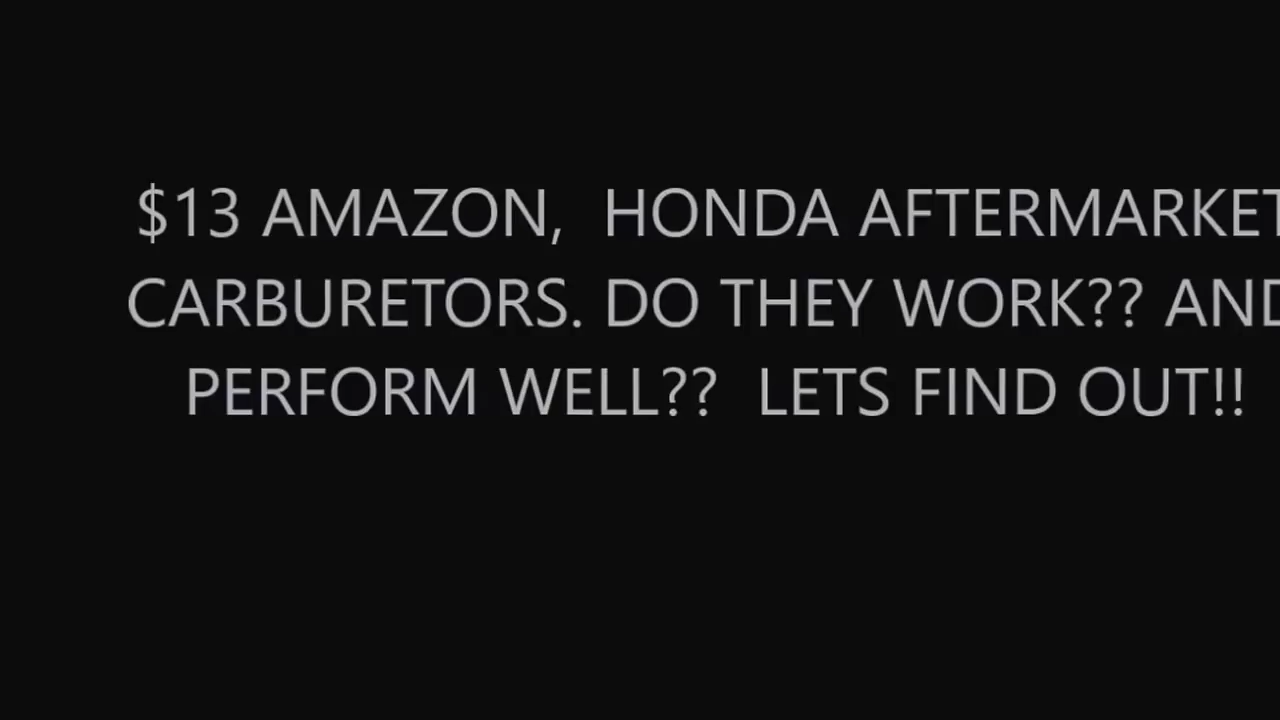 $13 AMAZON,  HONDA AFTERMARKET
CARBURETORS. DO THEY WORK?? AND
PERFORM WELL??  LETS FIND OUT!!